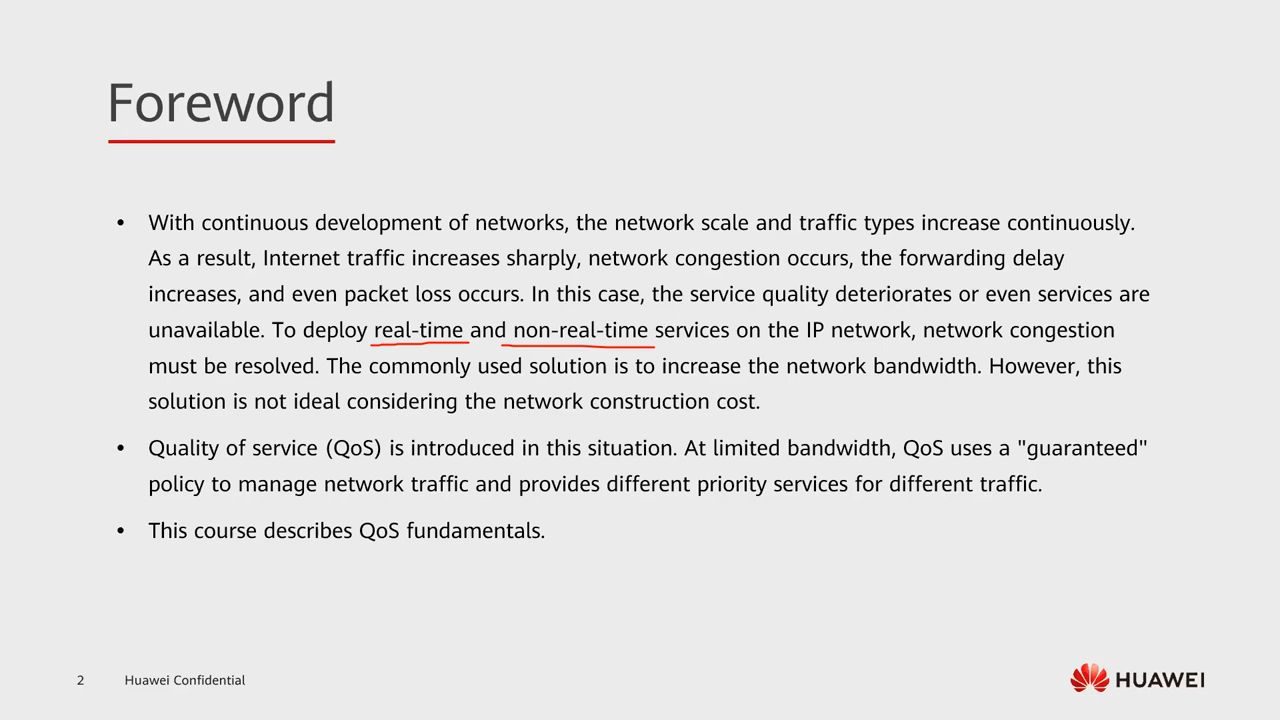 Foreword
• With continuous development of networks, the network scale and traffic types increase continuously.
As a result, Internet traffic increases sharply, network congestion occurs, the forwarding delay
increases, and even packet loss occurs. In this case, the service quality deteriorates or even services are
unavailable. To deploy real-time and non-real-time services on the IP network, network congestion
must be resolved. The commonly used solution is to increase the network bandwidth. However, this
solution is not ideal considering the network construction cost.
• Quality of service (QoS) is introduced in this situation. At limited bandwidth, QoS uses a "guaranteed"
policy to manage network traffic and provides different priority services for different traffic.
• This course describes QoS fundamentals.
2 Huawei Confidential
HUAWEI